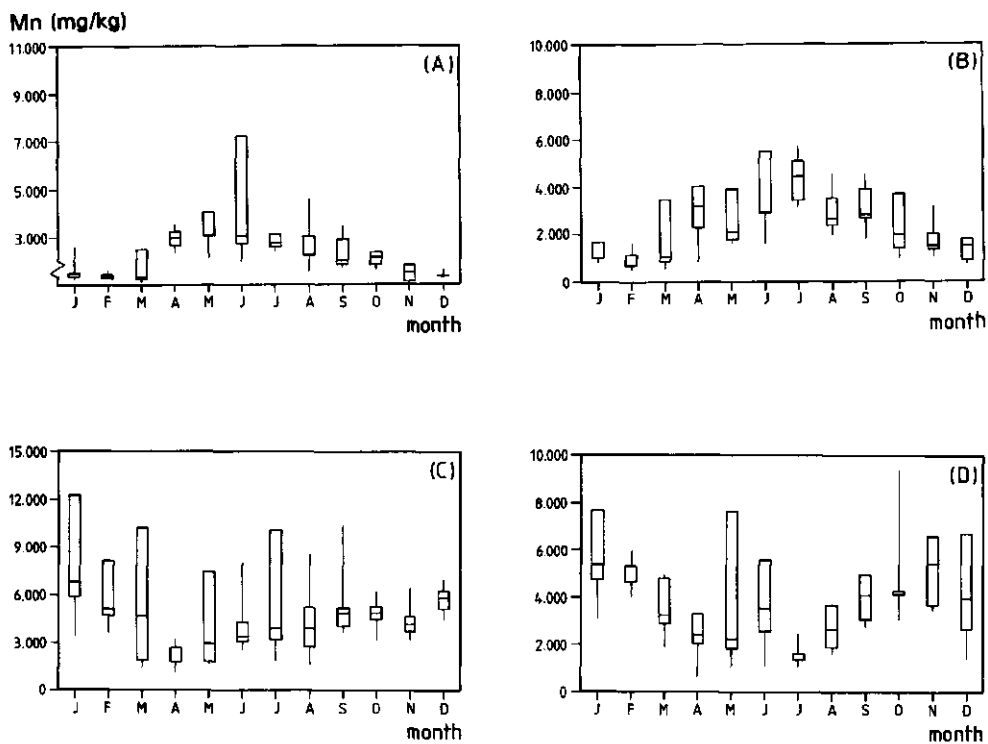 Mn (mg/kg)
(A)
11.000
7.000
5.000
3.000
J F M A M J J A S O N D
month
(B)
10.000
8.000
6.000
4.000
2.000
0
J F M A M J J A S O N D
month
(C)
15.000
12.000
9.000
6.000
3.000
0
J F M A M J J A S O N D
month
(D)
10.000
8.000
6.000
4.000
2.000
0
J F M A M J J A S O N D
month